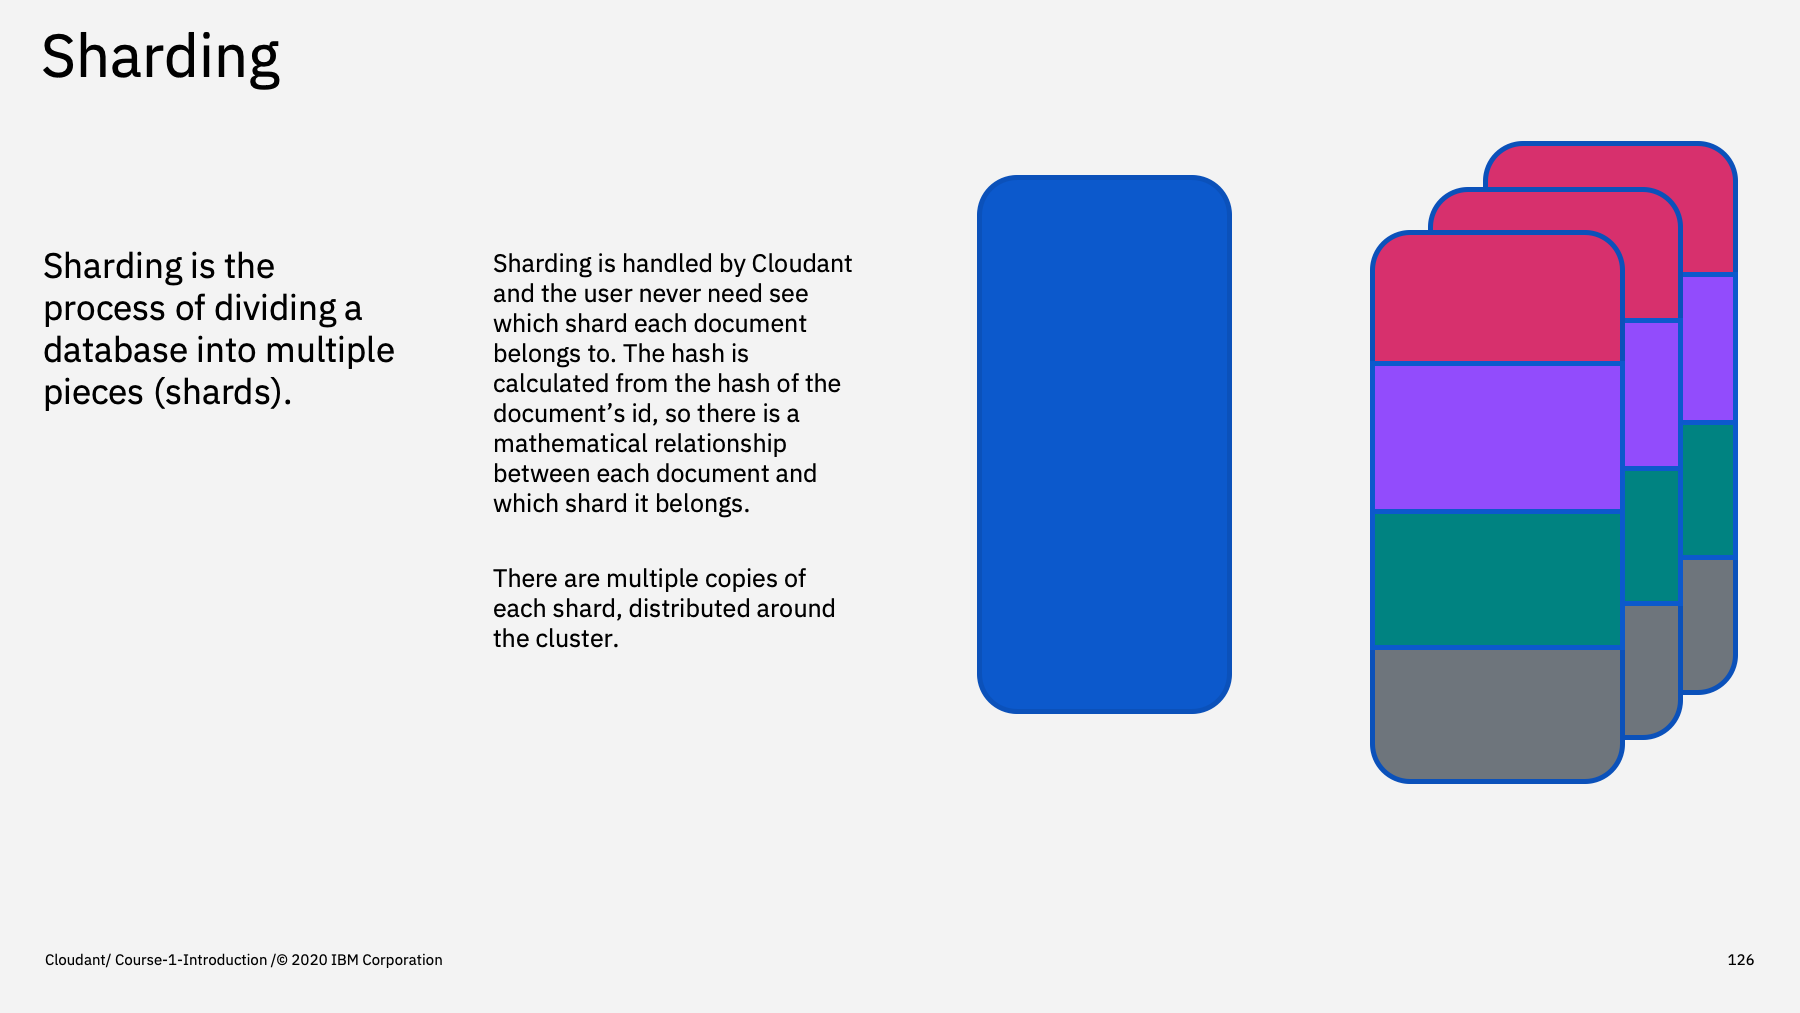 Sharding
Sharding is the
process of dividing a
database into multiple
pieces (shards).
Sharding is handled by Cloudant
and the user never need see
which shard each document
belongs to. The hash is
calculated from the hash of the
document’s id, so there is a
mathematical relationship
between each document and
which shard it belongs.
There are multiple copies of
each shard, distributed around
the cluster.
Cloudant/ Course-1-Introduction /© 2020 IBM Corporation
126